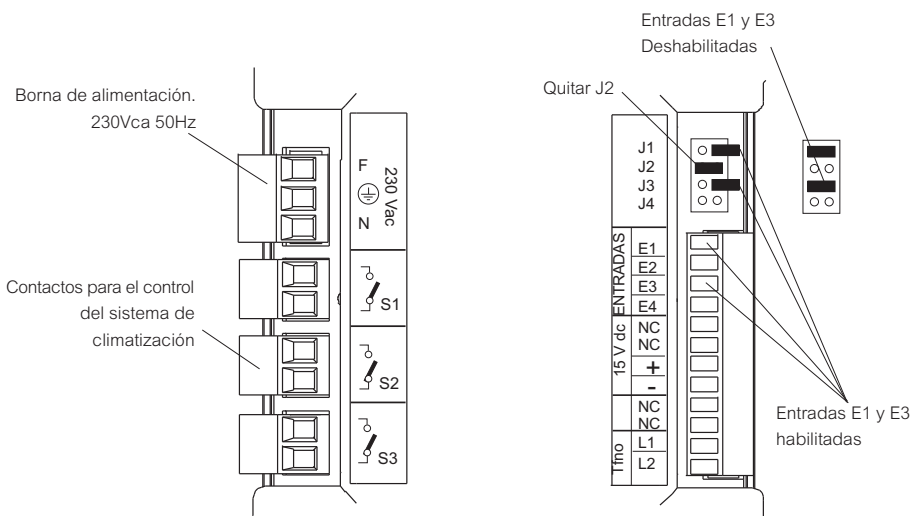 Borna de alimentación.
230Vca 50Hz
Contactos para el control
del sistema de
climatización
F
N
230 Vac
S1
S2
S3
Entradas E1 y E3
Deshabilitadas
Quitar J2
J1
J2
J3
J4
ENTRADAS
E1
E2
E3
E4
15 V dc
NC
NC
+
-
NC
NC
Tfno
L1
L2
Entradas E1 y E3
habilitadas